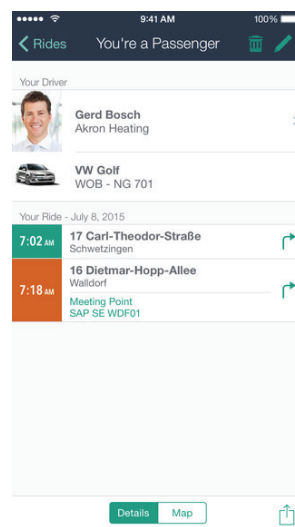 9:41 AM
100%
Rides
You're a Passenger
Your Driver
Gerd Bosch
Akron Heating
VW Golf
WOB - NG 701
Your Ride - July 8, 2015
7:02 AM
17 Carl-Theodor-Straße
Schwetzingen
7:18 AM
16 Dietmar-Hopp-Allee
Walldorf
Meeting Point
SAP SE WDF01
Details
Map